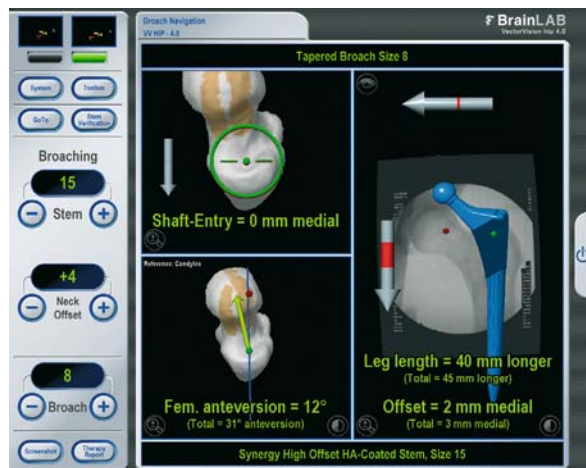 Broach Navigation
VV HIP - 4.0
BrainLAB
VectorVision hip 4.0
System
Toolbox
GoTo
Stem
Verification
Broaching
15
Stem
+4
Neck
Offset
8
Broach
Screenshot
Therapy
Report
Tapered Broach Size 8
Shaft-Entry = 0 mm medial
Reference: Condyles
Fem. anteversion = 12°
(Total = 31° anteversion)
Leg length = 40 mm longer
(Total = 45 mm longer)
Offset = 2 mm medial
(Total = 3 mm medial)
Synergy High Offset HA-Coated Stem, Size 15